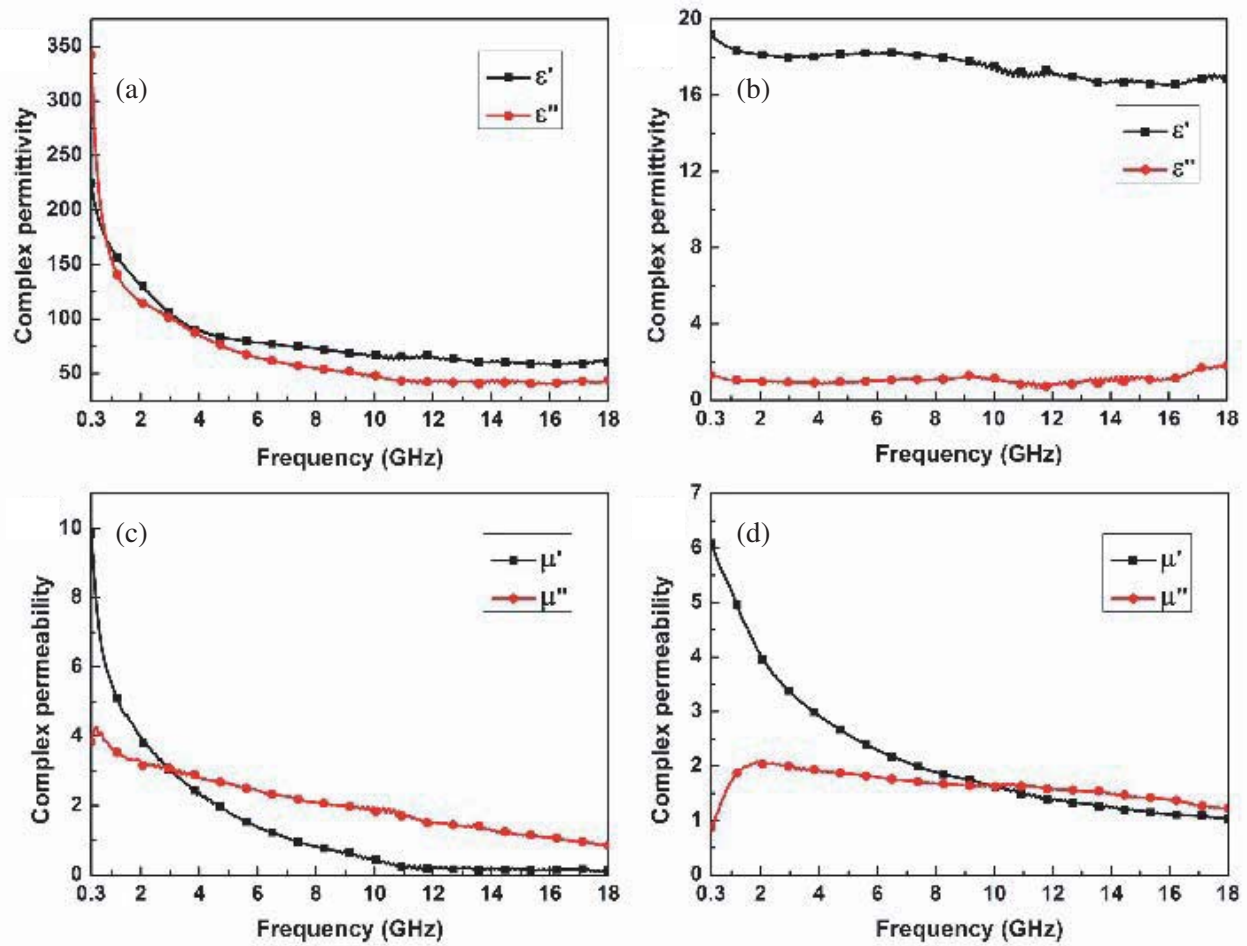 (a)
Complex permittivity
350
300
250
200
150
100
50
ε'
ε"
0.3 2 4 6 8 10 12 14 16 18
Frequency (GHz)
(b)
Complex permittivity
20
16
12
8
4
0
ε'
ε"
0.3 2 4 6 8 10 12 14 16 18
Frequency (GHz)
(c)
Complex permeability
10
8
6
4
2
0
μ'
μ"
0.3 2 4 6 8 10 12 14 16 18
Frequency (GHz)
(d)
Complex permeability
7
6
5
4
3
2
1
0
μ'
μ"
0.3 2 4 6 8 10 12 14 16 18
Frequency (GHz)